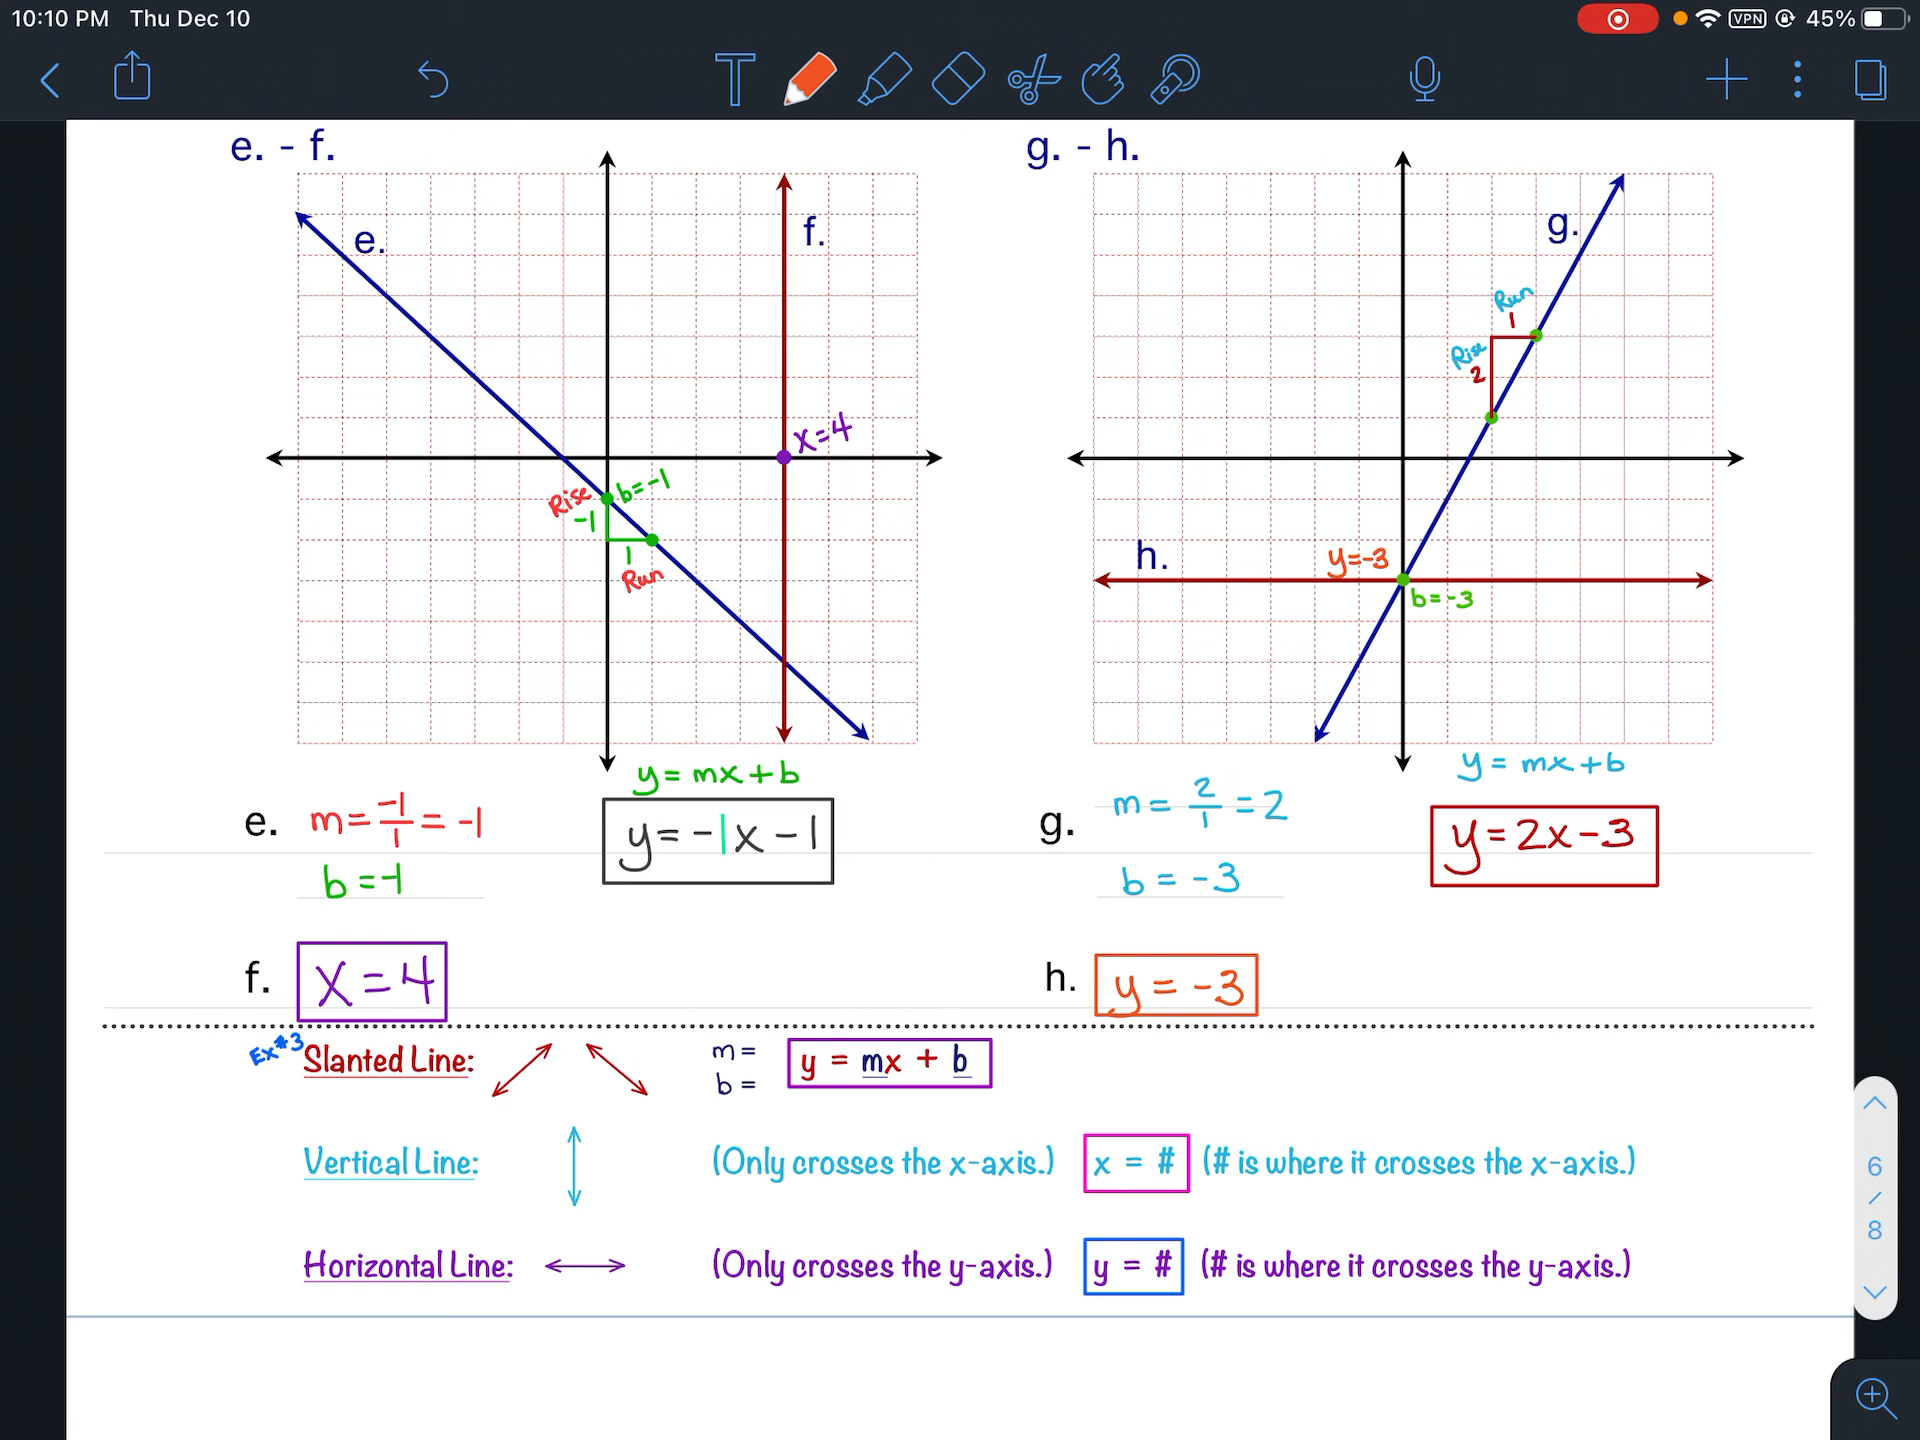 10:10 PM Thu Dec 10
VPN 45%
T
e. - f.
g. - h.
e.
f.
g.
Run
1
Rise
2
x=4
b=-1
Rise
-1
1
Run
h.
y=-3
b=-3
y = mx + b
y = mx + b
e. m = -1/1 = -1
y = -1x - 1
b = -1
g. m = 2/1 = 2
y = 2x - 3
b = -3
f. x = 4
h. y = -3
Ex#3 Slanted Line: m = y = mx + b
b =
Vertical Line: (Only crosses the x-axis.) x = # (# is where it crosses the x-axis.)
Horizontal Line: (Only crosses the y-axis.) y = # (# is where it crosses the y-axis.)
6
/
8